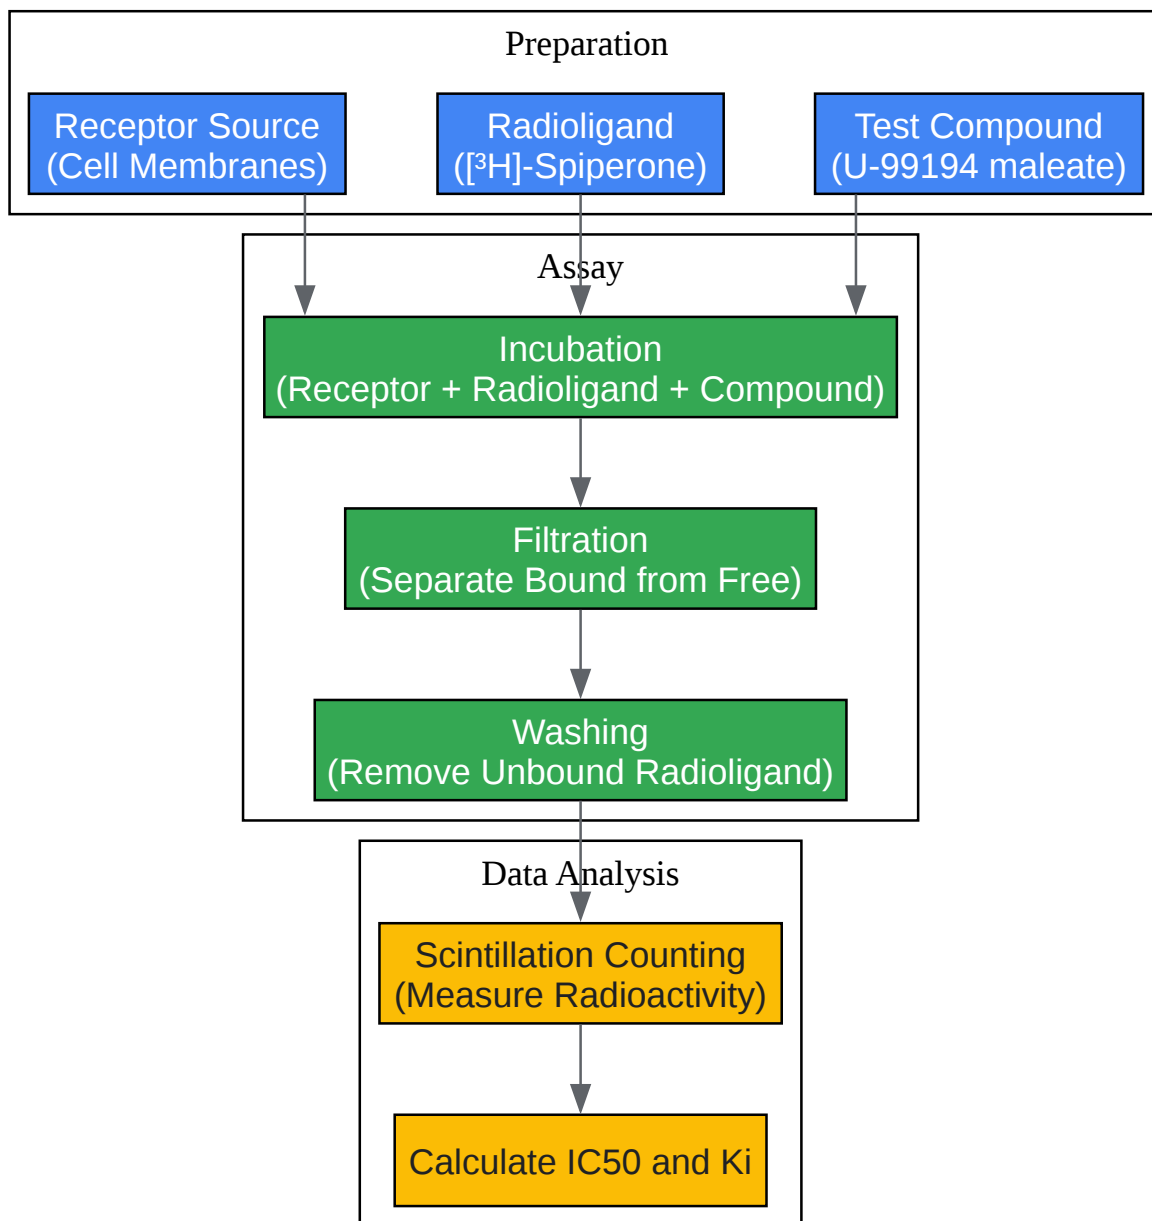 Preparation
Receptor Source
(Cell Membranes)
Radioligand
([³H]-Spiperone)
Test Compound
(U-99194 maleate)
Assay
Incubation
(Receptor + Radioligand + Compound)
Filtration
(Separate Bound from Free)
Washing
(Remove Unbound Radioligand)
Data Analysis
Scintillation Counting
(Measure Radioactivity)
Calculate IC50 and Ki